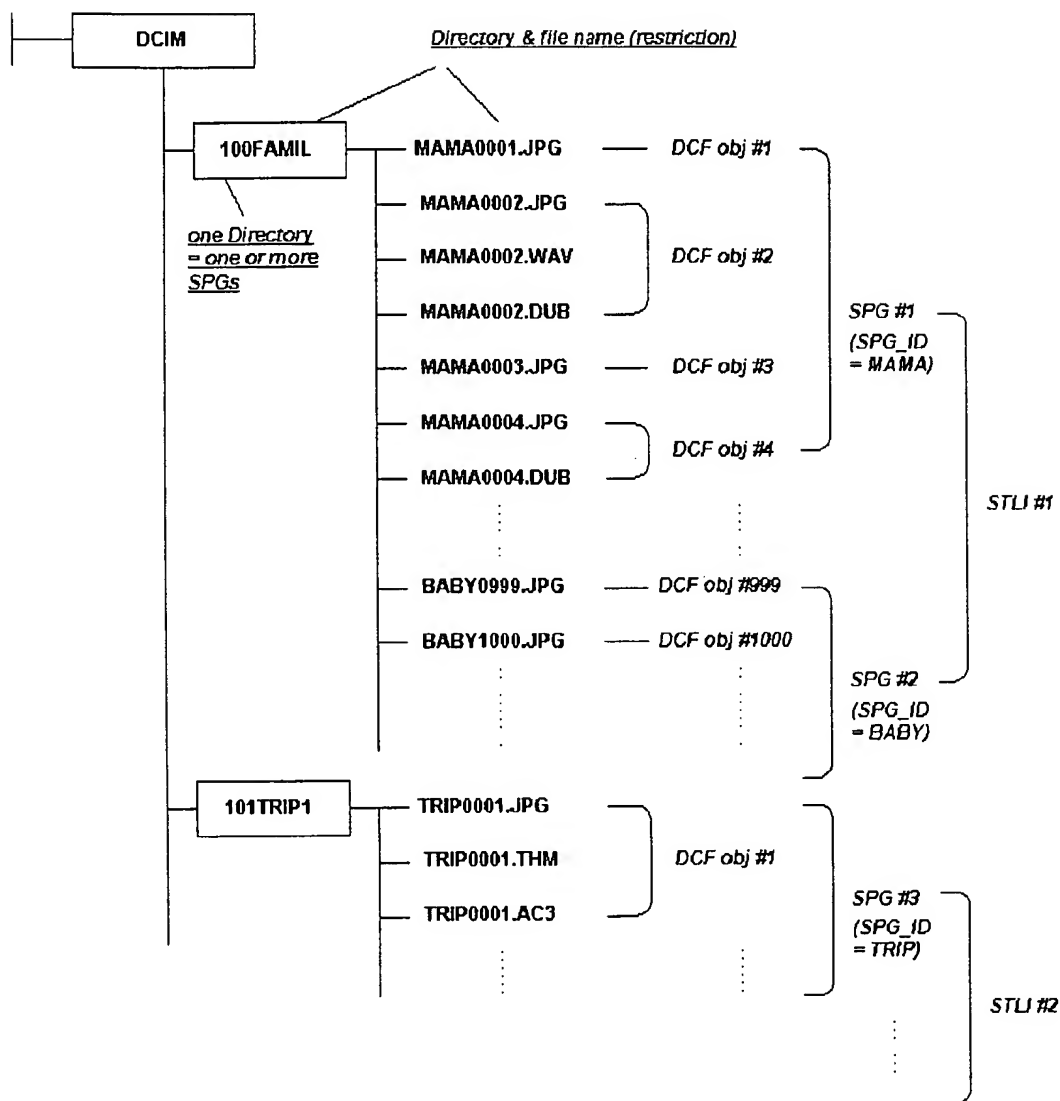 DCIM
Directory & file name (restriction)
100FAMIL
one Directory
= one or more
SPGs
MAMA0001.JPG
DCF obj #1
MAMA0002.JPG
MAMA0002.WAV
DCF obj #2
MAMA0002.DUB
MAMA0003.JPG
DCF obj #3
MAMA0004.JPG
DCF obj #4
MAMA0004.DUB
SPG #1
(SPG_ID
= MAMA)
STLI #1
BABY0999.JPG
DCF obj #999
BABY1000.JPG
DCF obj #1000
SPG #2
(SPG_ID
= BABY)
101TRIP1
TRIP0001.JPG
TRIP0001.THM
DCF obj #1
TRIP0001.AC3
SPG #3
(SPG_ID
= TRIP)
STLI #2